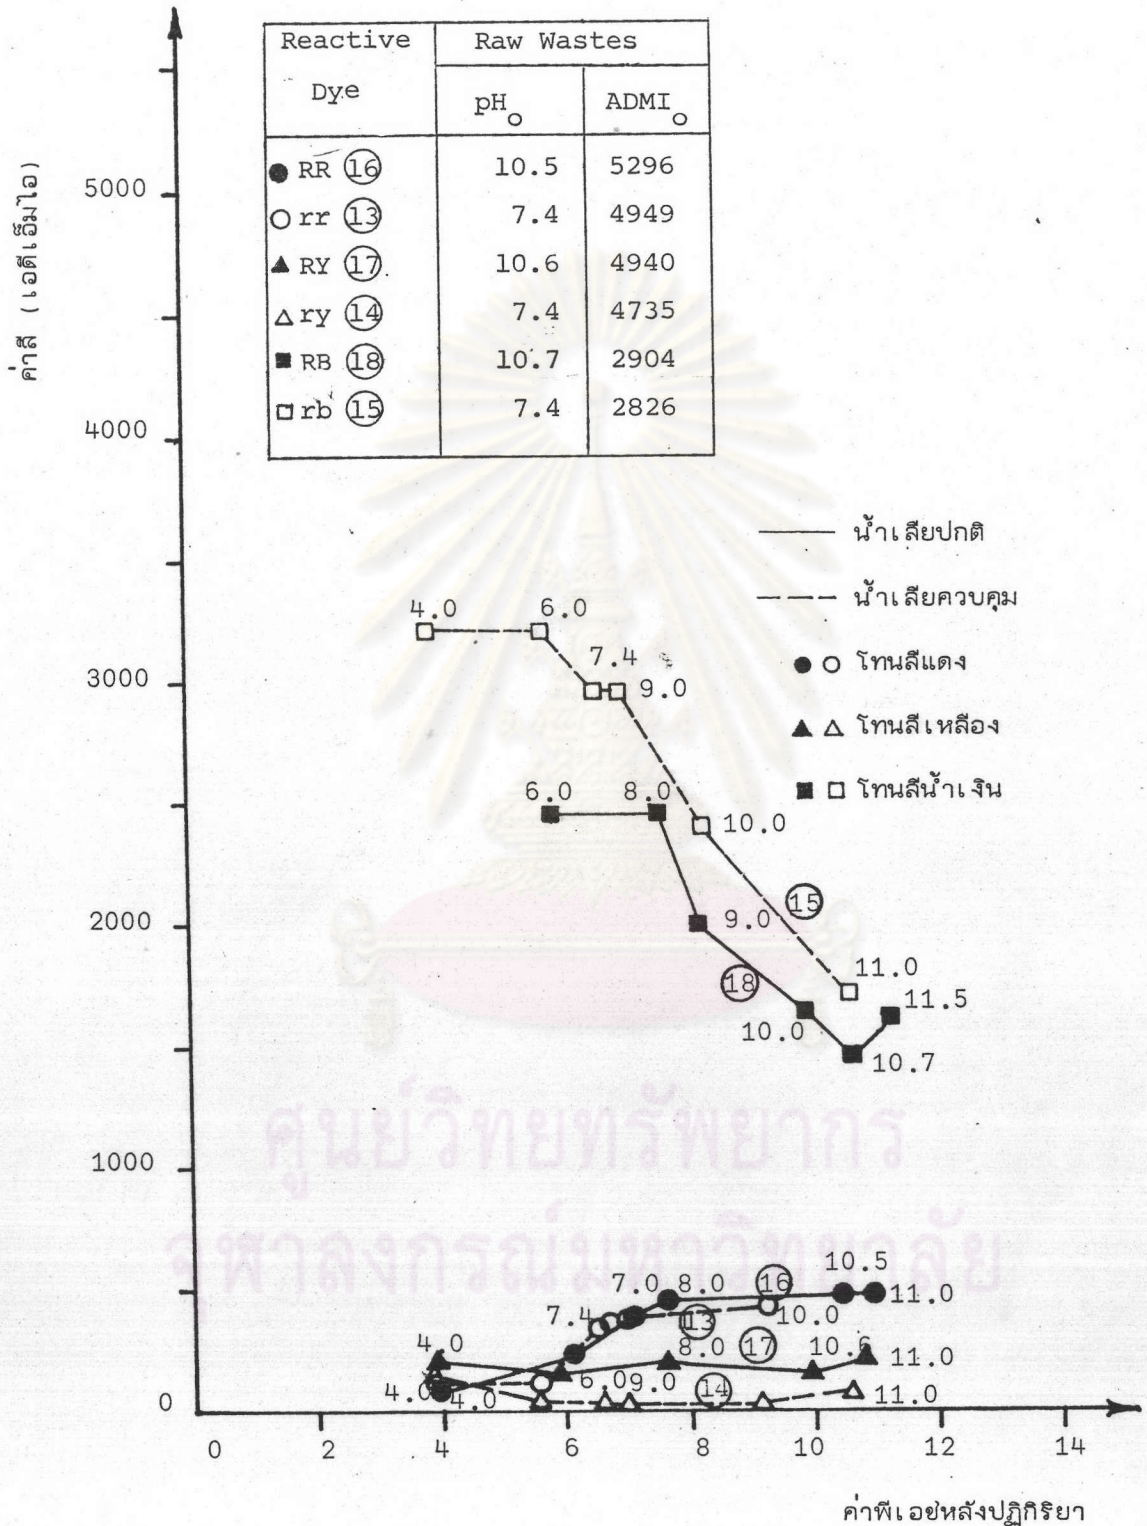 Reactive Dye Raw Wastes
pH o ADMI o
RR 16 10.5 5296
rr 13 7.4 4949
RY 17 10.6 4940
ry 14 7.4 4735
RB 18 10.7 2904
rb 15 7.4 2826
ค่าสี (เอดีเอ็มไอ)
5000
4000
3000
2000
1000
0
น้ำเสียปกติ
น้ำเสียควบคุม
โทนสีแดง
โทนสีเหลือง
โทนสีน้ำเงิน
4.0 6.0
7.4
9.0
6.0 8.0
10.0
15
9.0
18
11.0
11.5
10.0
10.7
ศูนย์วิทยทรัพยากร
จุฬาลงกรณ์มหาวิทยาลัย
10.5
7.0 8.0 16
11.0
7.4 13 10.0
4.0 8.0 17 10.6
11.0
4.0 4.0 6.0 9.0 14 11.0
0 2 4 6 8 10 12 14
ค่าพีเอชหลังปฏิกิริยา